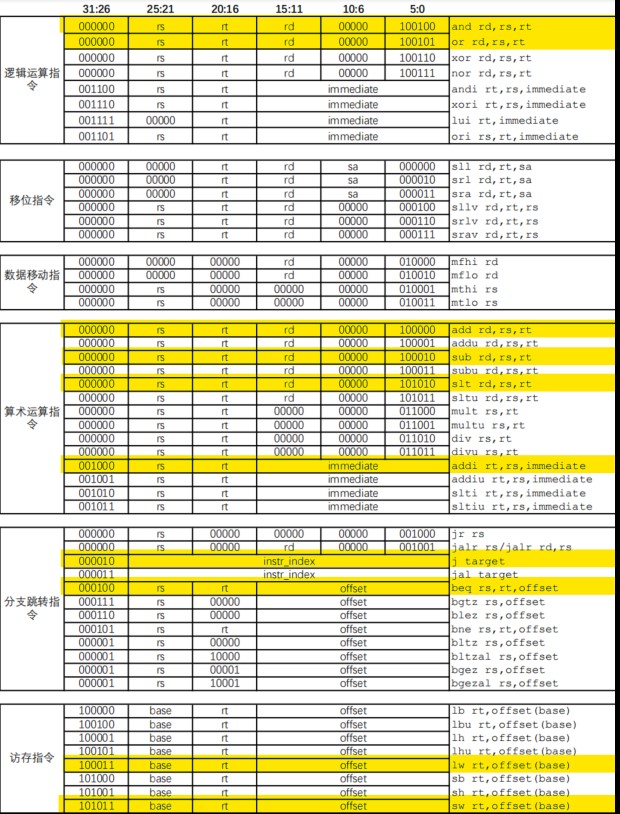 31:26 25:21 20:16 15:11 10:6 5:0
逻辑运算指令
000000 rs rt rd 00000 100100 and rd,rs,rt
000000 rs rt rd 00000 100101 or rd,rs,rt
000000 rs rt rd 00000 100110 xor rd,rs,rt
000000 rs rt rd 00000 100111 nor rd,rs,rt
001100 rs rt immediate andi rt,rs,immediate
001110 rs rt immediate xori rt,rs,immediate
001111 00000 rt immediate lui rt,immediate
001101 rs rt immediate ori rs,rt,immediate
移位指令
000000 00000 rt rd sa 000000 sll rd,rt,sa
000000 00000 rt rd sa 000010 srl rd,rt,sa
000000 00000 rt rd sa 000011 sra rd,rt,sa
000000 rs rt rd 00000 000100 sllv rd,rt,rs
000000 rs rt rd 00000 000110 srlv rd,rt,rs
000000 rs rt rd 00000 000111 srav rd,rt,rs
数据移动指令
000000 00000 00000 rd 00000 010000 mfhi rd
000000 00000 00000 rd 00000 010010 mflo rd
000000 rs 00000 00000 00000 010001 mthi rs
000000 rs 00000 00000 00000 010011 mtlo rs
算术运算指令
000000 rs rt rd 00000 100000 add rd,rs,rt
000000 rs rt rd 00000 100001 addu rd,rs,rt
000000 rs rt rd 00000 100010 sub rd,rs,rt
000000 rs rt rd 00000 100011 subu rd,rs,rt
000000 rs rt rd 00000 101010 slt rd,rs,rt
000000 rs rt rd 00000 101011 sltu rd,rs,rt
000000 rs rt 00000 00000 011000 mult rs,rt
000000 rs rt 00000 00000 011001 multu rs,rt
000000 rs rt 00000 00000 011010 div rs,rt
000000 rs rt 00000 00000 011011 divu rs,rt
001000 rs rt immediate addi rt,rs,immediate
001001 rs rt immediate addiu rt,rs,immediate
001010 rs rt immediate slti rt,rs,immediate
001011 rs rt immediate sltiu rt,rs,immediate
分支跳转指令
000000 rs 00000 00000 00000 001000 jr rs
000000 rs 00000 rd 00000 001001 jalr rs/jalr rd,rs
000010 instr_index j target
000011 instr_index jal target
000100 rs rt offset beq rs,rt,offset
000111 rs 00000 offset bgtz rs,offset
000110 rs 00000 offset blez rs,offset
000101 rs rt offset bne rs,rt,offset
000001 rs 00000 offset bltz rs,offset
000001 rs 10000 offset bltzal rs,offset
000001 rs 00001 offset bgez rs,offset
000001 rs 10001 offset bgezal rs,offset
访存指令
100000 base rt offset lb rt,offset(base)
100100 base rt offset lbu rt,offset(base)
100001 base rt offset lh rt,offset(base)
100101 base rt offset lhu rt,offset(base)
100011 base rt offset lw rt,offset(base)
101000 base rt offset sb rt,offset(base)
101001 base rt offset sh rt,offset(base)
101011 base rt offset sw rt,offset(base)